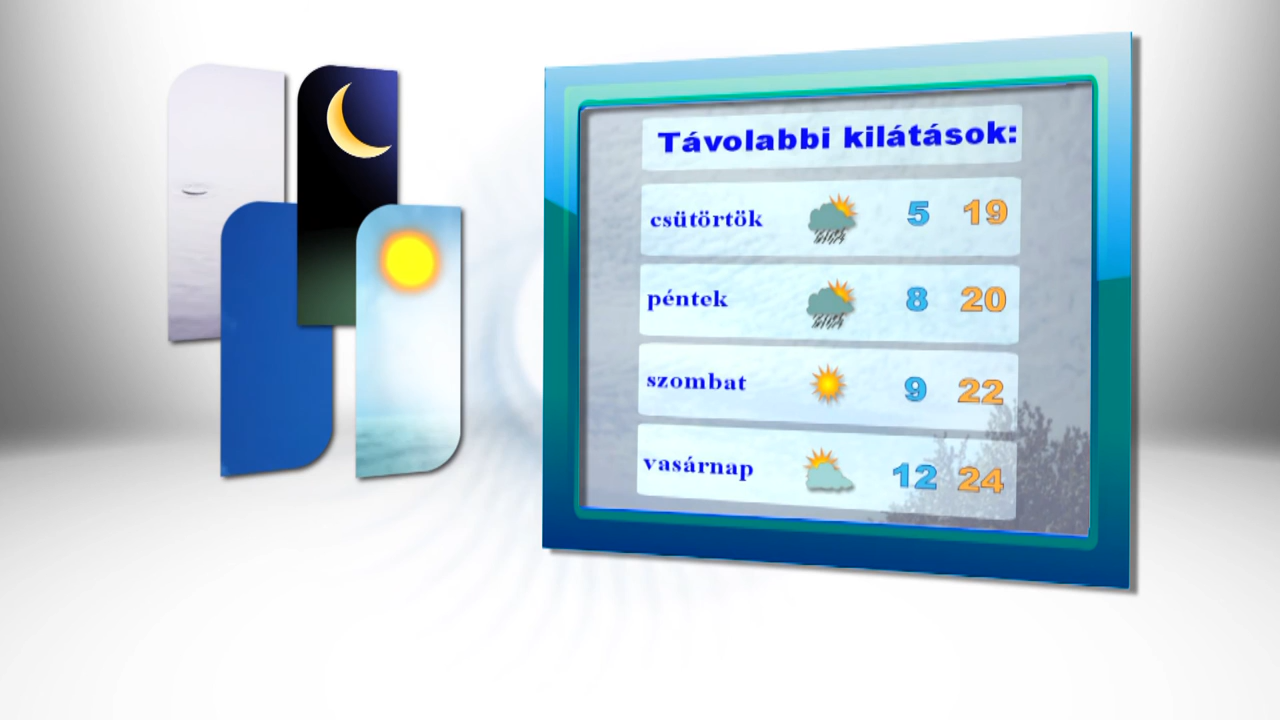 Távolabbi kilátások:
csütörtök 5 19
péntek 8 20
szombat 9 22
vasárnap 12 24